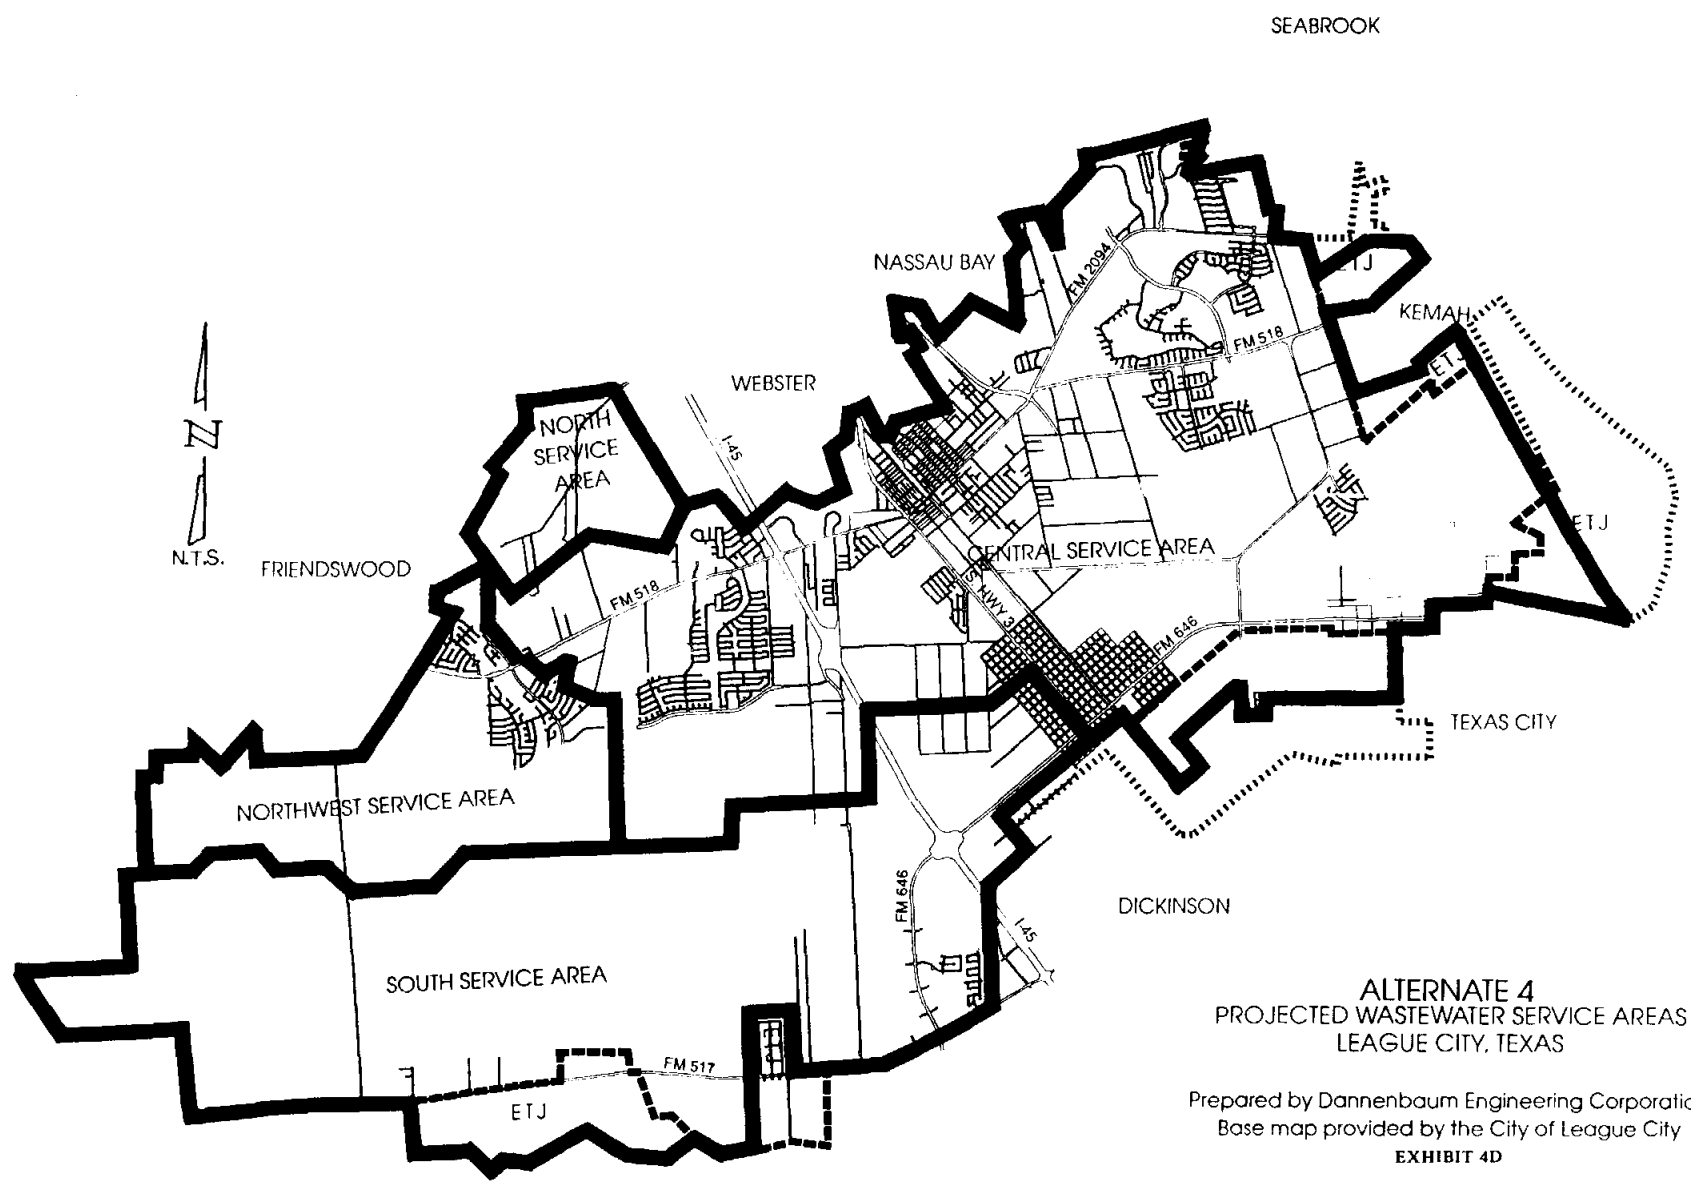 SEABROOK
NASSAU BAY
FM 2094
ETJ
KEMAH
FM 518
ETJ
WEBSTER
I-45
NORTH
SERVICE
AREA
N
N.T.S.
FRIENDSWOOD
FM 518
CENTRAL SERVICE AREA
ETJ
S. HWY 3
FM 646
TEXAS CITY
NORTHWEST SERVICE AREA
FM 646
DICKINSON
I-45
SOUTH SERVICE AREA
FM 517
ETJ
ALTERNATE 4
PROJECTED WASTEWATER SERVICE AREAS
LEAGUE CITY, TEXAS
Prepared by Dannenbaum Engineering Corporatio
Base map provided by the City of League City
EXHIBIT 4D